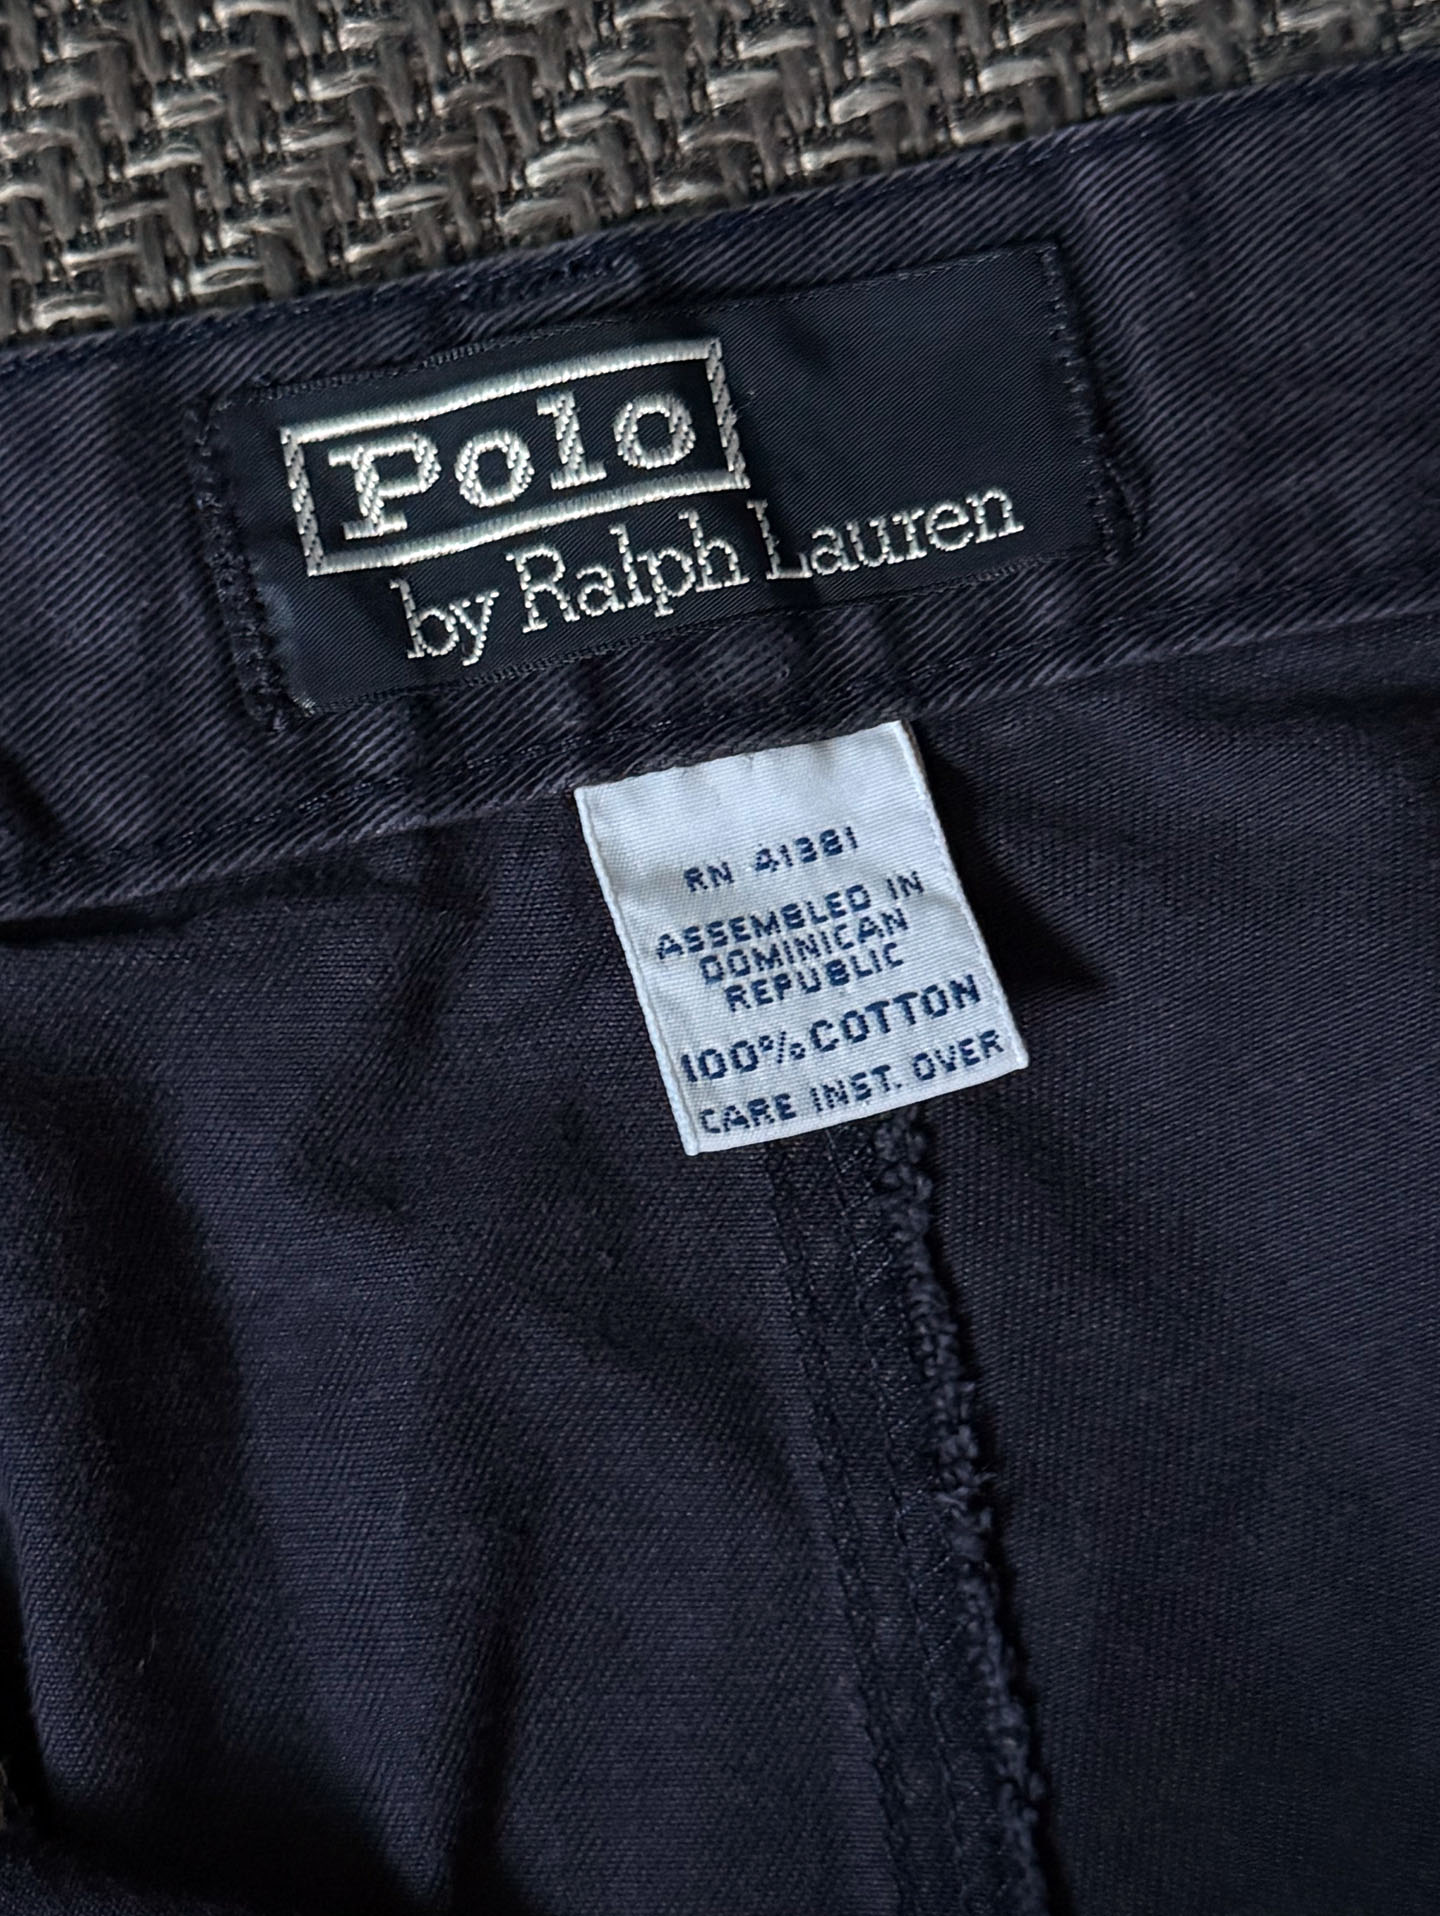 Polo
by Ralph Lauren
RN 41381
ASSEMBLED IN
DOMINICAN
REPUBLIC
100% COTTON
CARE INST. OVER